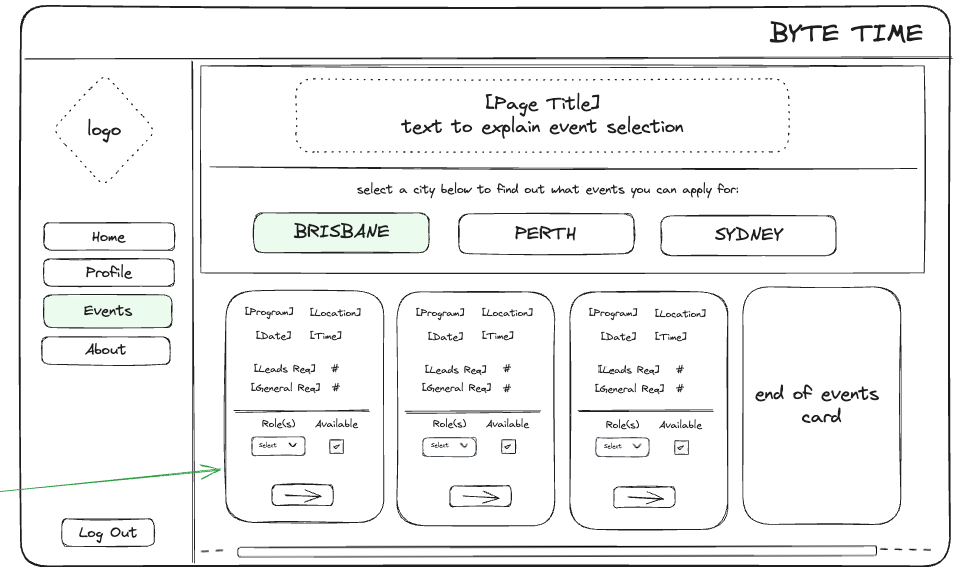 BYTE TIME
logo
Home
Profile
Events
About
Log Out
[Page Title]
text to explain event selection
select a city below to find out what events you can apply for:
BRISBANE
PERTH
SYDNEY
[Program] [Location]
[Date] [Time]
[Leads Req] #
[General Req] #
Role(s) Available
Select
[Program] [Location]
[Date] [Time]
[Leads Req] #
[General Req] #
Role(s) Available
Select
[Program] [Location]
[Date] [Time]
[Leads Req] #
[General Req] #
Role(s) Available
Select
end of events
card